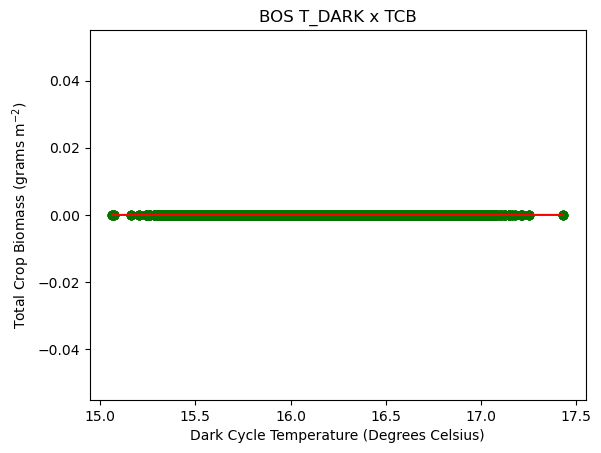 BOS T_DARK x TCB
Total Crop Biomass (grams m⁻²)
0.04
0.02
0.00
−0.02
−0.04
15.0 15.5 16.0 16.5 17.0 17.5
Dark Cycle Temperature (Degrees Celsius)